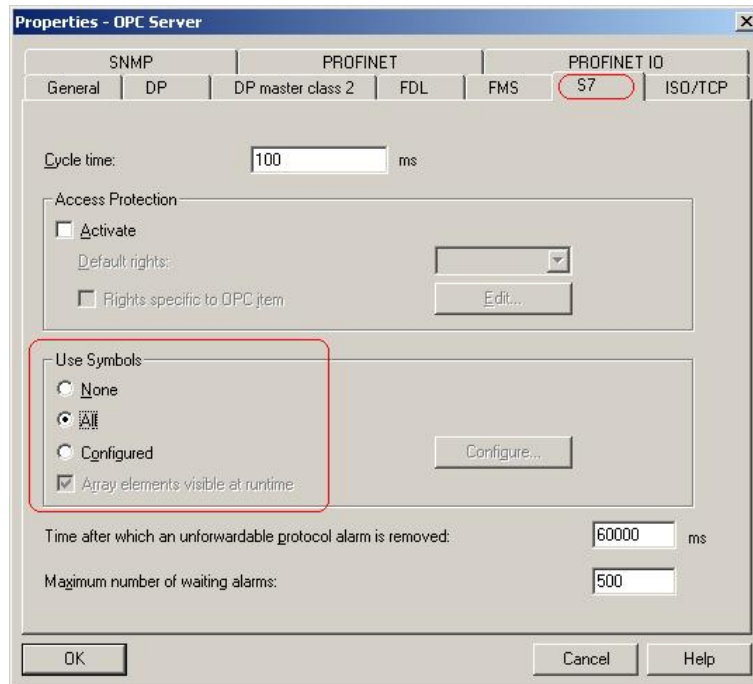 Properties - OPC Server
SNMP PROFINET PROFINET IO
General DP DP master class 2 FDL FMS S7 ISO/TCP
Cycle time: 100 ms
Access Protection
Activate
Default rights:
Rights specific to OPC item
Edit...
Use Symbols
None
All
Configured
Configure...
Array elements visible at runtime
Time after which an unforwardable protocol alarm is removed: 60000 ms
Maximum number of waiting alarms: 500
OK Cancel Help